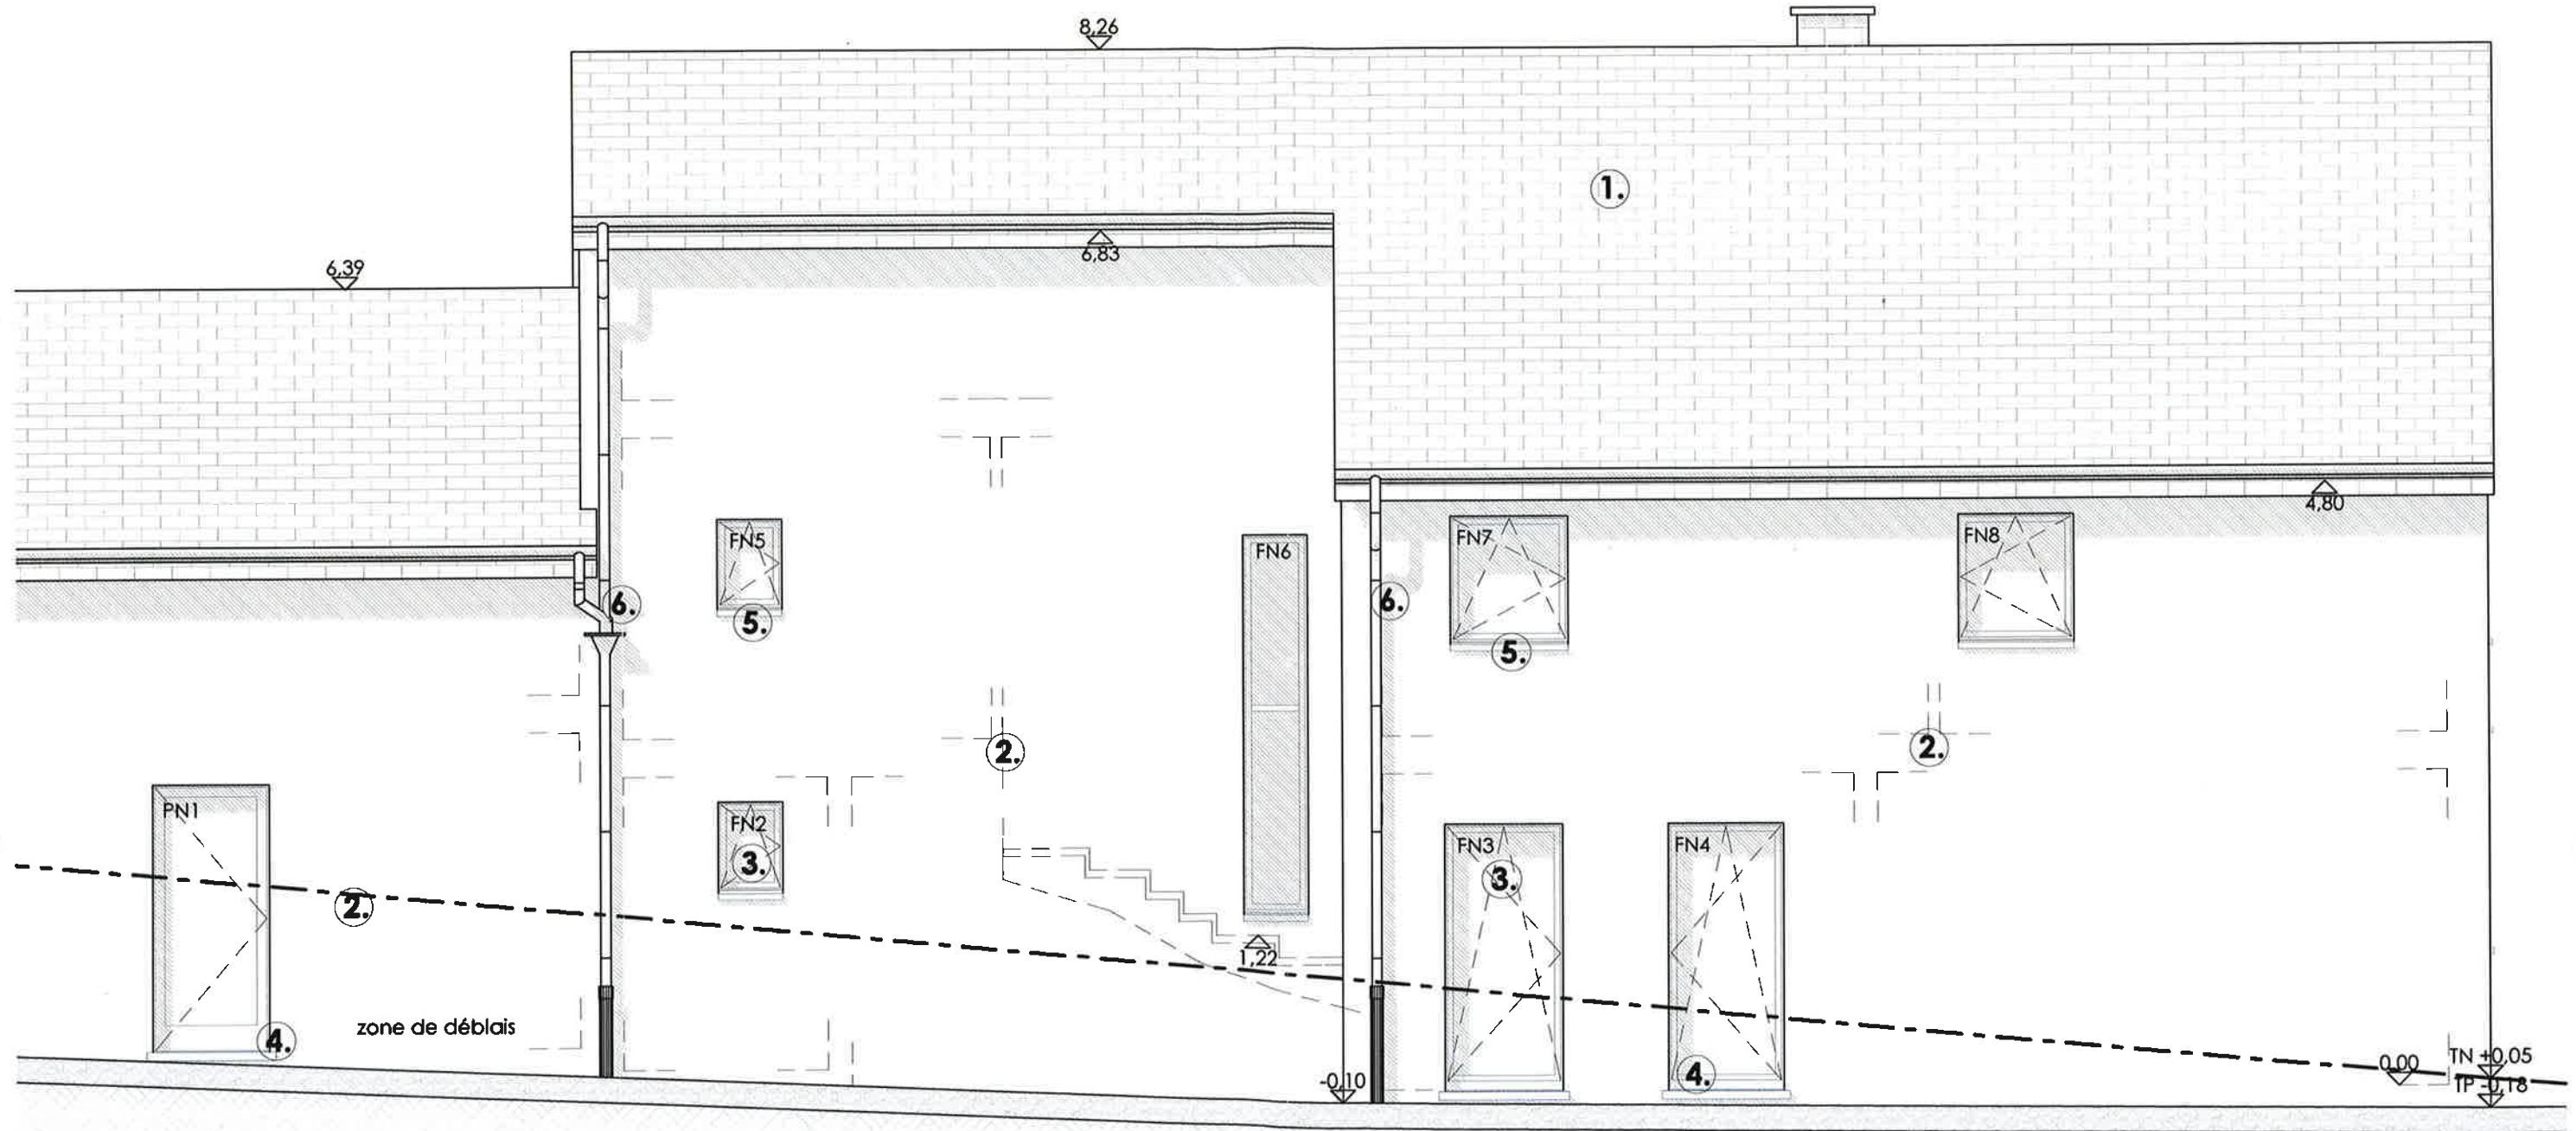 8,26
1.
6,83
6,39
4,80
FN5
FN6
FN7
FN8
6.
6.
5.
5.
2.
2.
PN1
FN2
FN3
FN4
3.
3.
2.
1,22
zone de déblais
4.
4.
-0,10
0,00
TN +0,05
TP -0,18